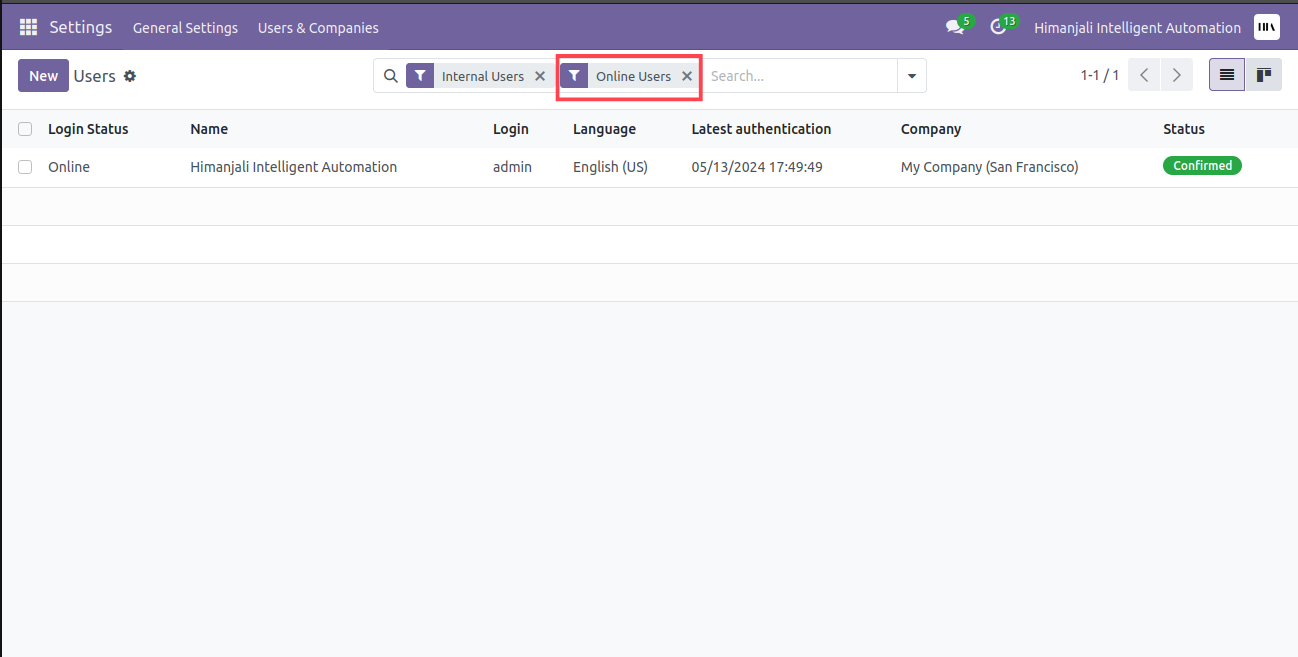 Settings General Settings Users & Companies 5 13 Himanjali Intelligent Automation
New Users Internal Users Online Users Search... 1-1 / 1
Login Status Name Login Language Latest authentication Company Status
Online Himanjali Intelligent Automation admin English (US) 05/13/2024 17:49:49 My Company (San Francisco) Confirmed